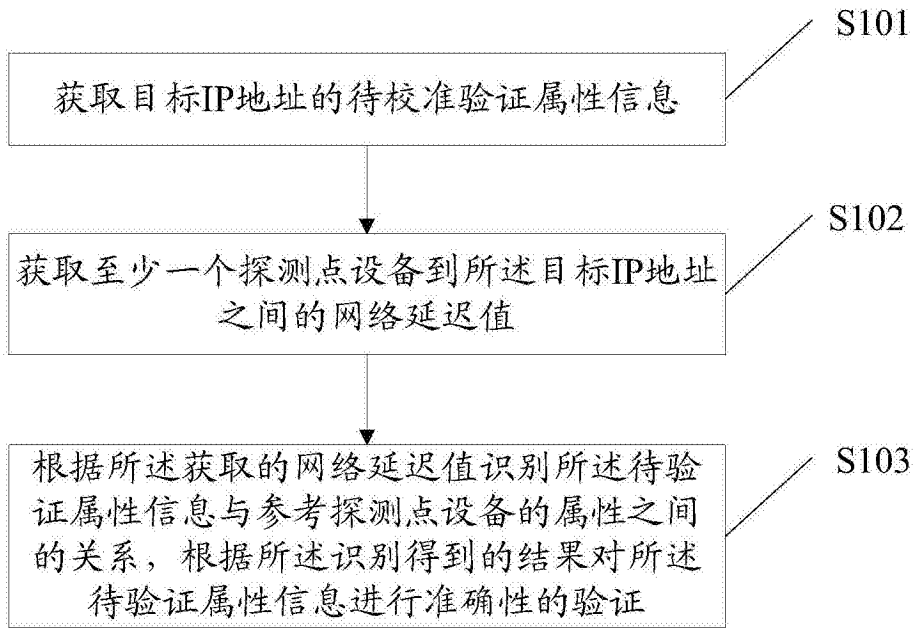 S101
获取目标IP地址的待校准验证属性信息
S102
获取至少一个探测点设备到所述目标IP地址
之间的网络延迟值
S103
根据所述获取的网络延迟值识别所述待验
证属性信息与参考探测点设备的属性之间
的关系，根据所述识别得到的结果对所述
待验证属性信息进行准确性的验证